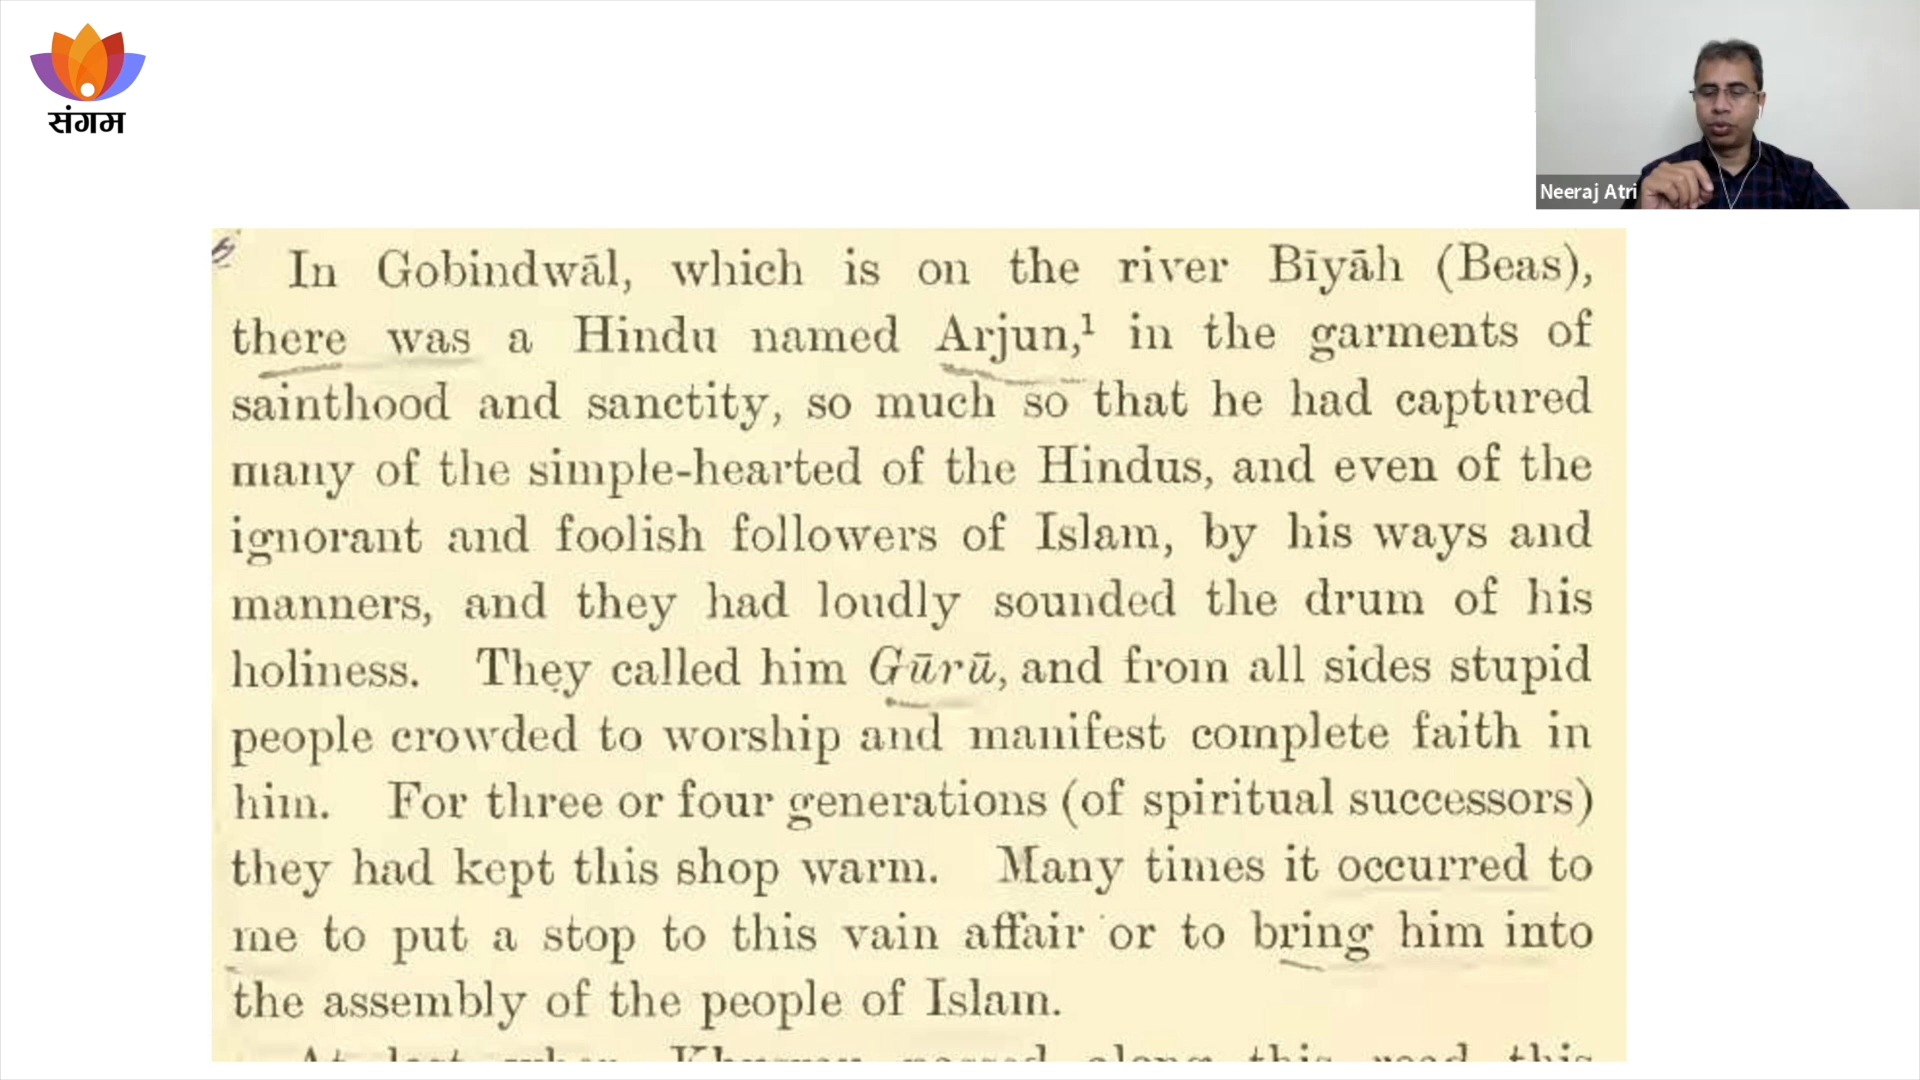 संगम
Neeraj Atri
In Gobindwāl, which is on the river Bīyāh (Beas),
there was a Hindu named Arjun,¹ in the garments of
sainthood and sanctity, so much so that he had captured
many of the simple-hearted of the Hindus, and even of the
ignorant and foolish followers of Islam, by his ways and
manners, and they had loudly sounded the drum of his
holiness. They called him Gūrū, and from all sides stupid
people crowded to worship and manifest complete faith in
him. For three or four generations (of spiritual successors)
they had kept this shop warm. Many times it occurred to
me to put a stop to this vain affair or to bring him into
the assembly of the people of Islam.